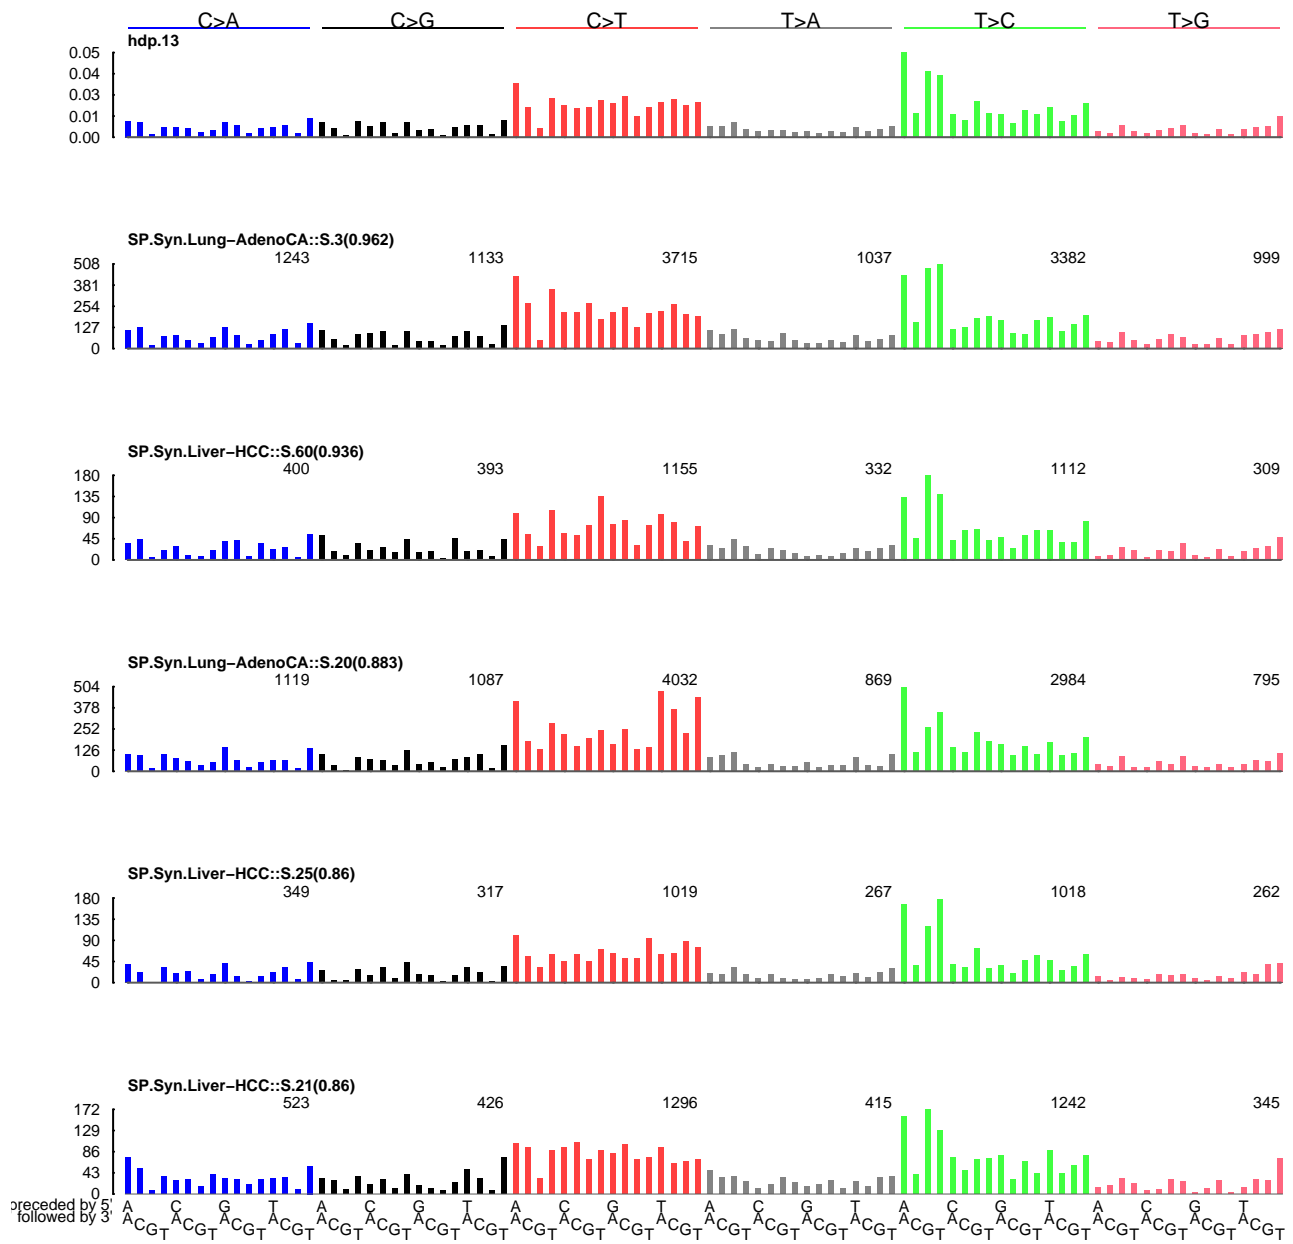 C>A C>G C>T T>A T>C T>G
hdp.13
0.05
0.04
0.03
0.01
0.00
SP.Syn.Lung−AdenoCA::S.3(0.962)
1243 1133 3715 1037 3382 999
508
381
254
127
0
SP.Syn.Liver−HCC::S.60(0.936)
400 393 1155 332 1112 309
180
135
90
45
0
SP.Syn.Lung−AdenoCA::S.20(0.883)
1119 1087 4032 869 2984 795
504
378
252
126
0
SP.Syn.Liver−HCC::S.25(0.86)
349 317 1019 267 1018 262
180
135
90
45
0
SP.Syn.Liver−HCC::S.21(0.86)
523 426 1296 415 1242 345
172
129
86
43
0
preceded by 5' A C G T A C G T A C G T A C G T A C G T A C G T
followed by 3' A C G T A C G T A C G T A C G T A C G T A C G T A C G T A C G T A C G T A C G T A C G T A C G T A C G T A C G T A C G T A C G T A C G T A C G T A C G T A C G T A C G T A C G T A C G T A C G T